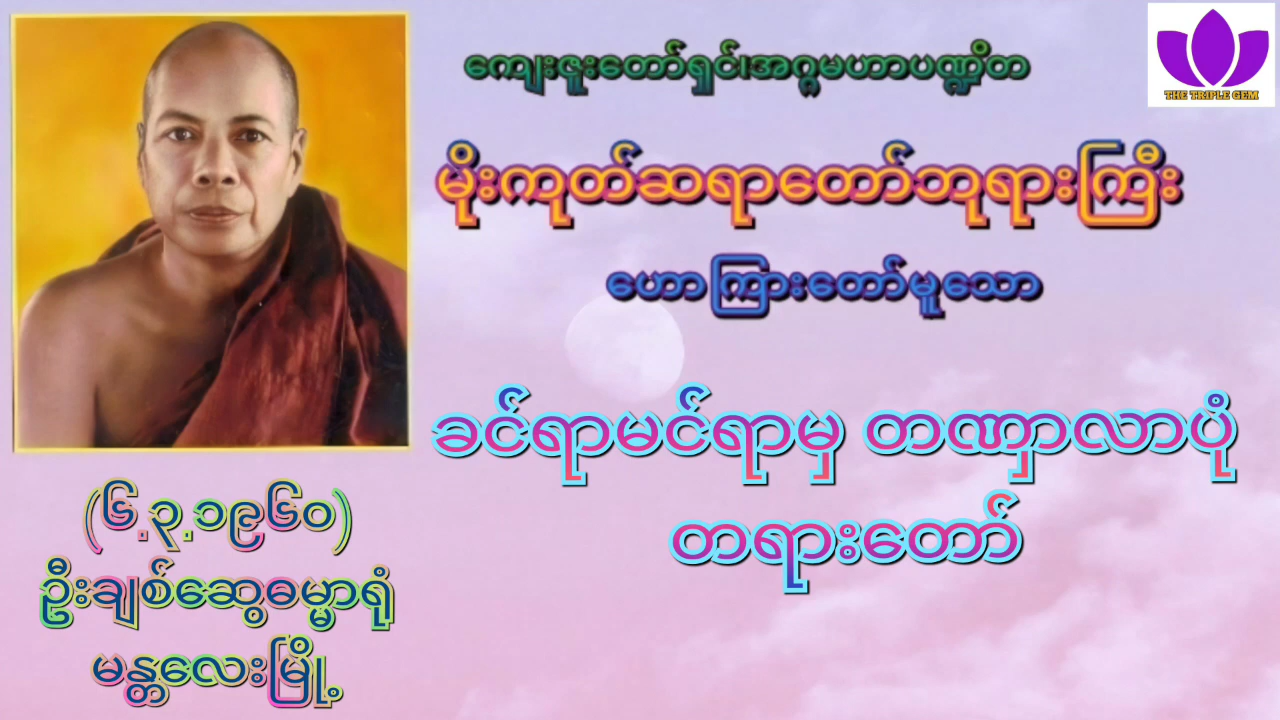 ကျေးဇူးတော်ရှင်၊အဂ္ဂမဟာပဏ္ဍိတ
THE TRIPLE GEM
မိုးကုတ်ဆရာတော်ဘုရားကြီး
ဟောကြားတော်မူသော
ခင်ရာမင်ရာမှ တဏှာလာပုံ
တရားတော်
(၆.၃.၁၉၆၀)
ဦးချစ်ဆွေဓမ္မာရုံ
မန္တလေးမြို့